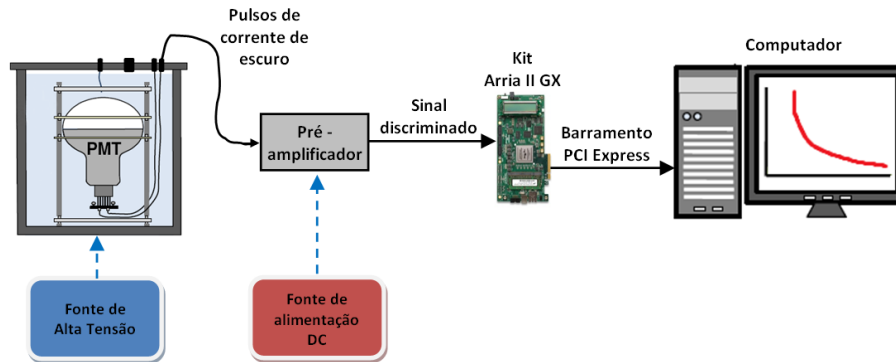 Pulsos de
corrente de
escuro
PMT
Pré -
amplificador
Sinal
discriminado
Kit
Arria II GX
Barramento
PCI Express
Computador
Fonte de
Alta Tensão
Fonte de
alimentação
DC